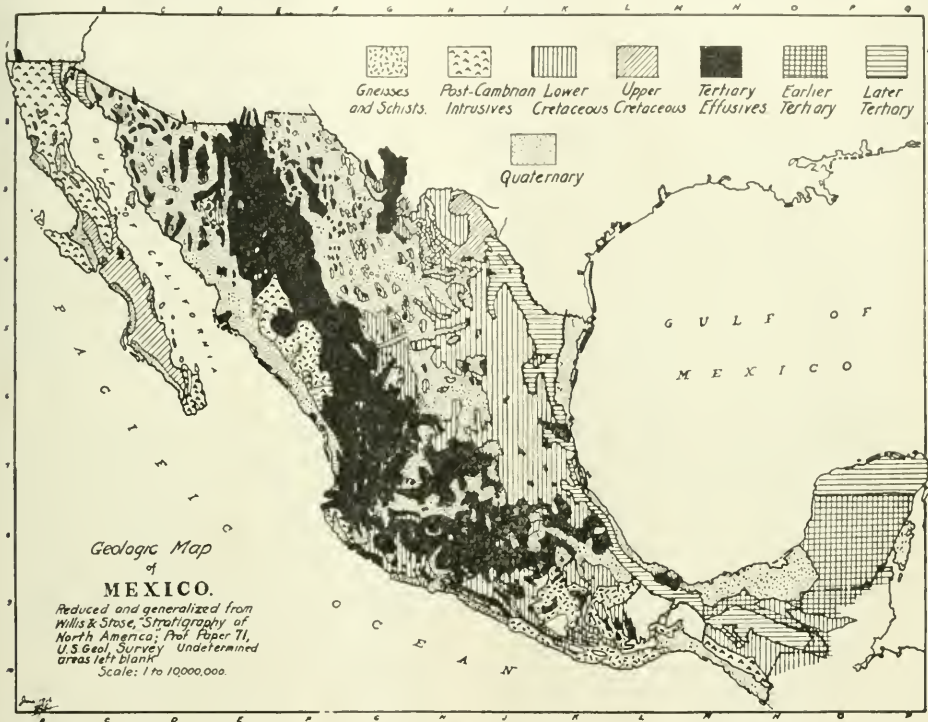 Gneisses and Schists.
Post-Cambrian Intrusives
Lower Cretaceous
Upper Cretaceous
Tertiary Effusives
Earlier Tertiary
Later Tertiary
Quaternary
GULF OF
MEXICO
CALIFORNIA
PACIFIC
OCEAN
Geologic Map
of
MEXICO.
Reduced and generalized from
Willis & Stose, "Stratigraphy of
North America," Prof Paper 71,
U.S. Geol. Survey Undetermined
areas left blank
Scale: 1 to 10,000,000.